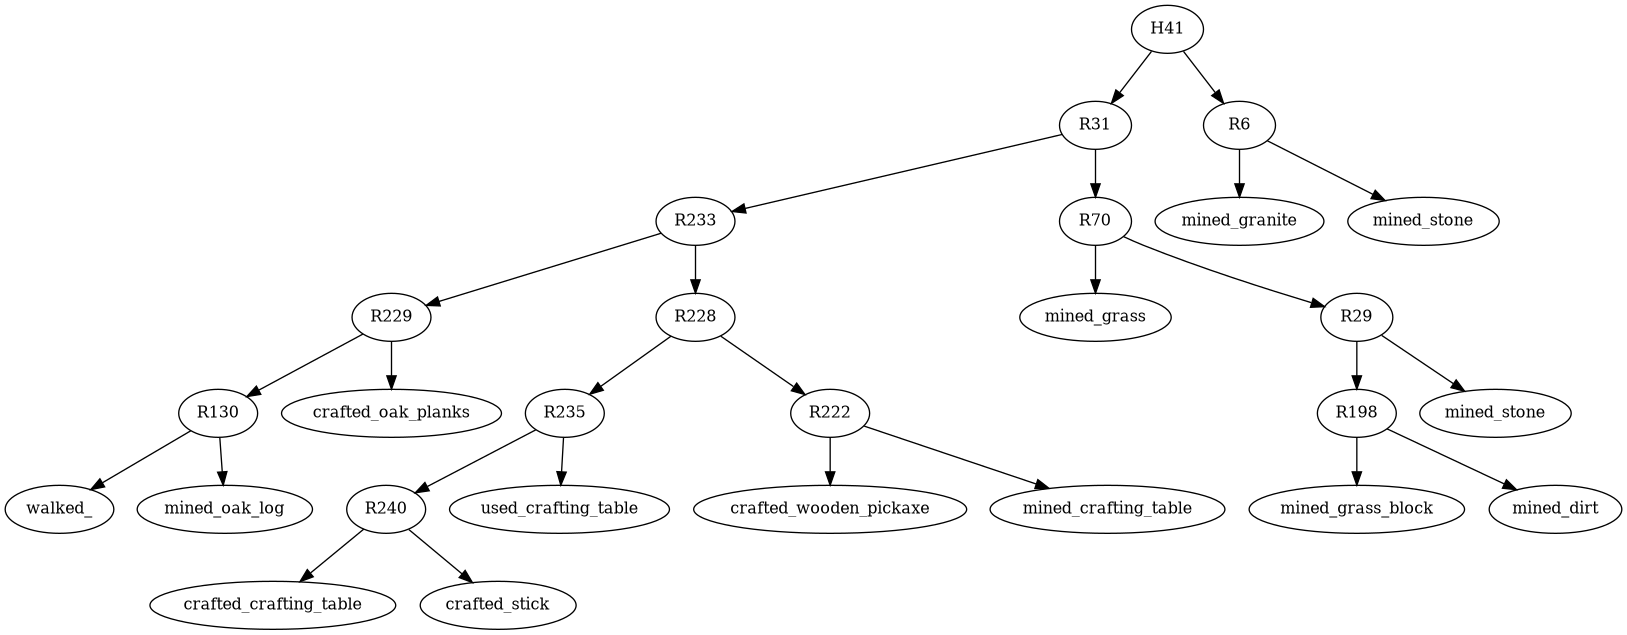 H41
R31
R6
R233
R70
mined_granite
mined_stone
R229
R228
mined_grass
R29
R130
crafted_oak_planks
R235
R222
R198
mined_stone
walked_
mined_oak_log
R240
used_crafting_table
crafted_wooden_pickaxe
mined_crafting_table
mined_grass_block
mined_dirt
crafted_crafting_table
crafted_stick